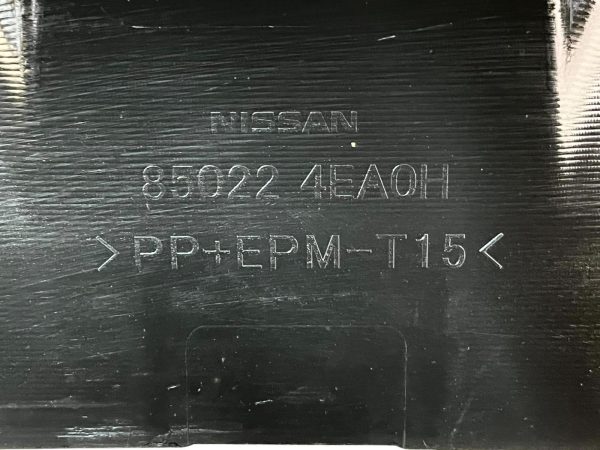 NISSAN
85022 4EA0H
>PP+EPM-T15<